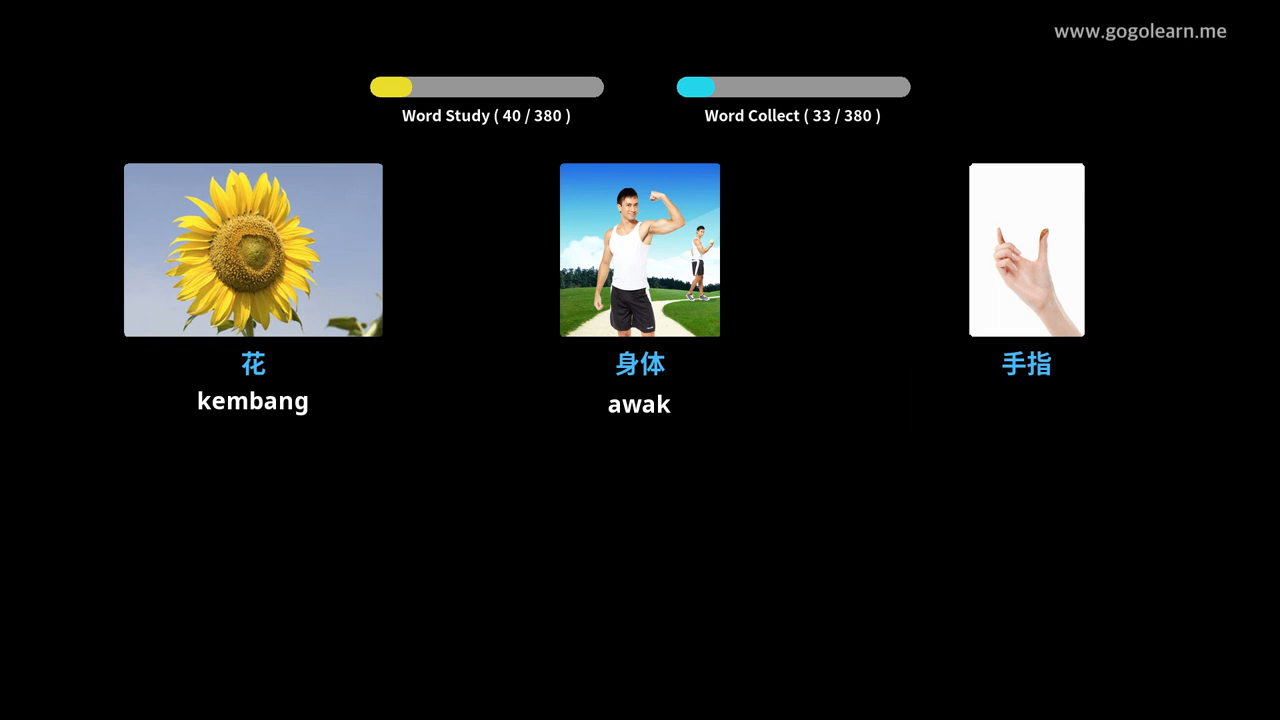 www.gogolearn.me
Word Study ( 40 / 380 )
Word Collect ( 33 / 380 )
花
kembang
身体
awak
手指